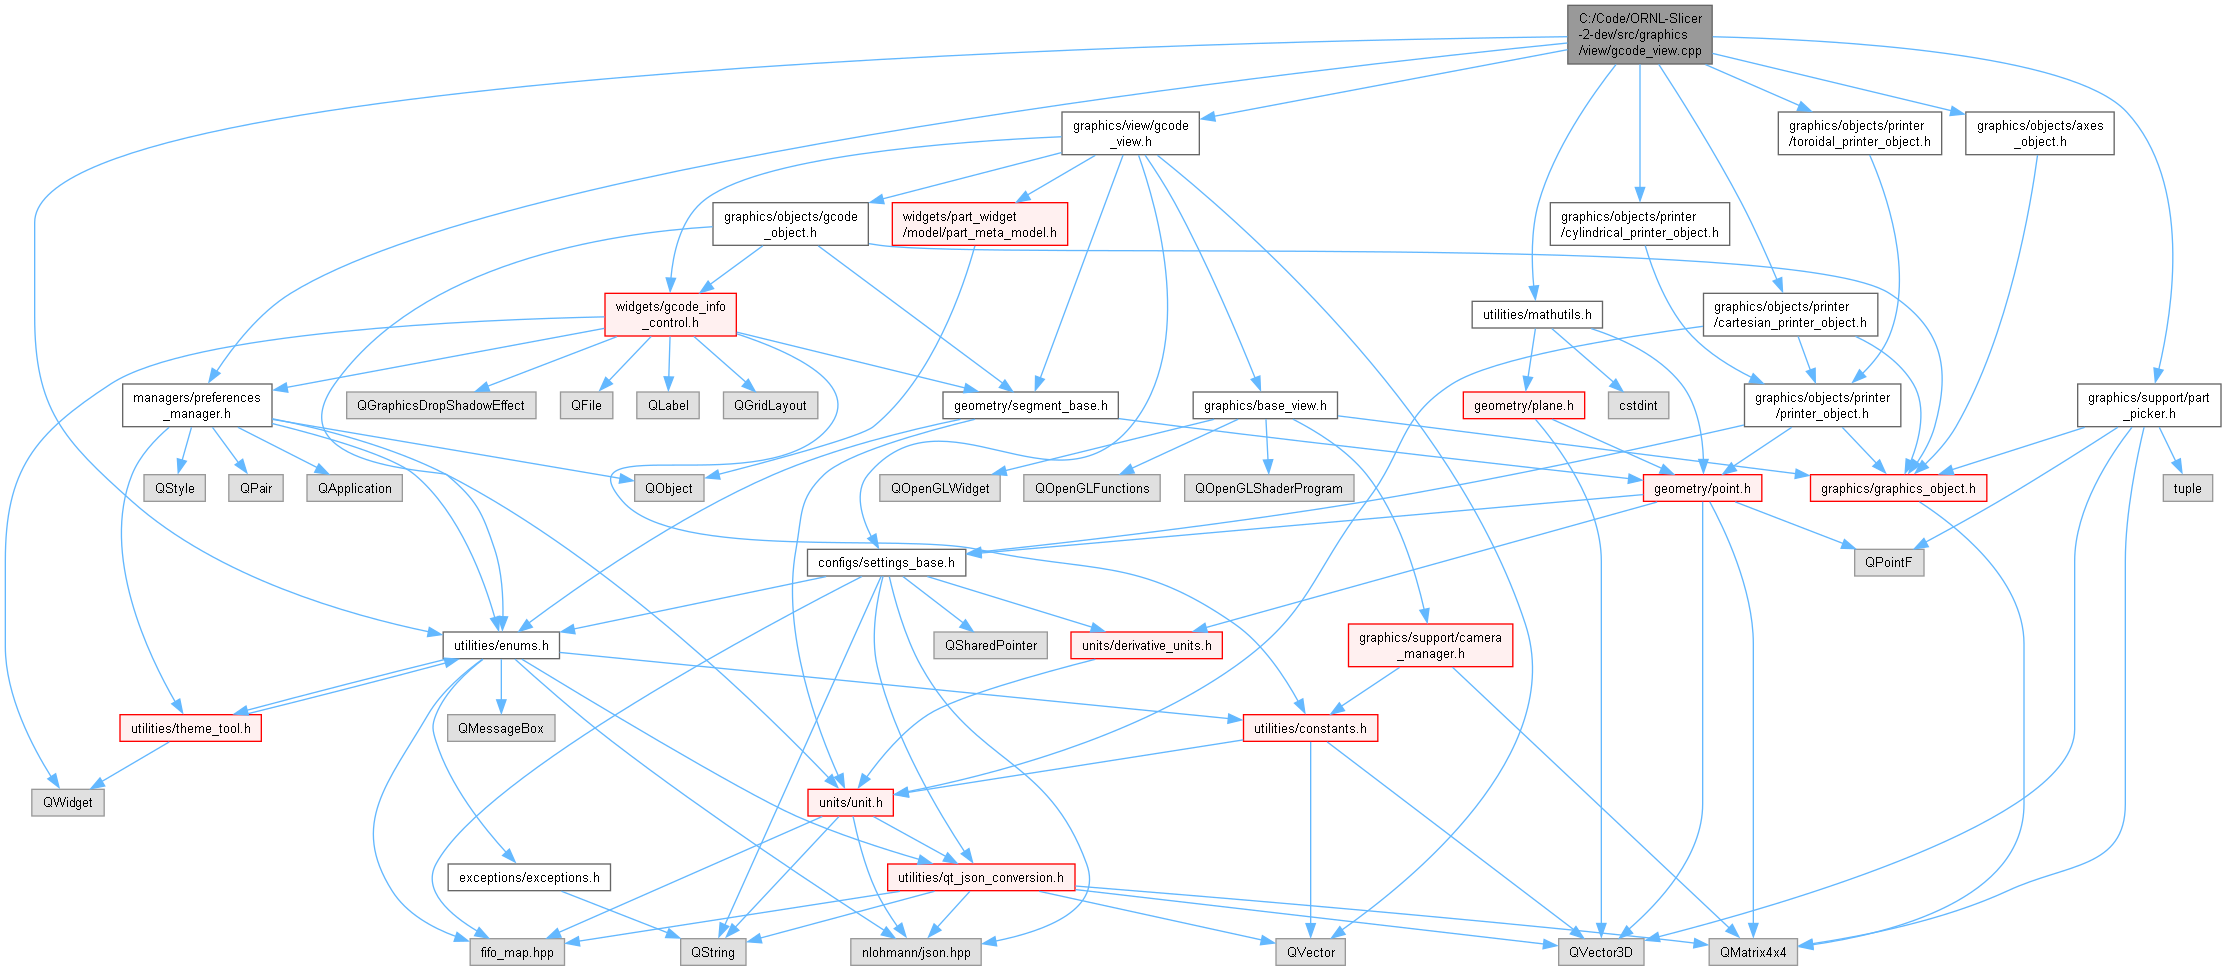 C:/Code/ORNL-Slicer
-2-dev/src/graphics
/view/gcode_view.cpp
graphics/view/gcode
_view.h
graphics/objects/printer
/toroidal_printer_object.h
graphics/objects/axes
_object.h
graphics/objects/gcode
_object.h
widgets/part_widget
/model/part_meta_model.h
graphics/objects/printer
/cylindrical_printer_object.h
widgets/gcode_info
_control.h
utilities/mathutils.h
graphics/objects/printer
/cartesian_printer_object.h
managers/preferences
_manager.h
QGraphicsDropShadowEffect
QFile
QLabel
QGridLayout
geometry/segment_base.h
graphics/base_view.h
geometry/plane.h
cstdint
graphics/objects/printer
/printer_object.h
graphics/support/part
_picker.h
QStyle
QPair
QApplication
QObject
QOpenGLWidget
QOpenGLFunctions
QOpenGLShaderProgram
geometry/point.h
graphics/graphics_object.h
tuple
configs/settings_base.h
QPointF
utilities/enums.h
QSharedPointer
units/derivative_units.h
graphics/support/camera
_manager.h
utilities/theme_tool.h
QMessageBox
utilities/constants.h
QWidget
units/unit.h
exceptions/exceptions.h
utilities/qt_json_conversion.h
fifo_map.hpp
QString
nlohmann/json.hpp
QVector
QVector3D
QMatrix4x4